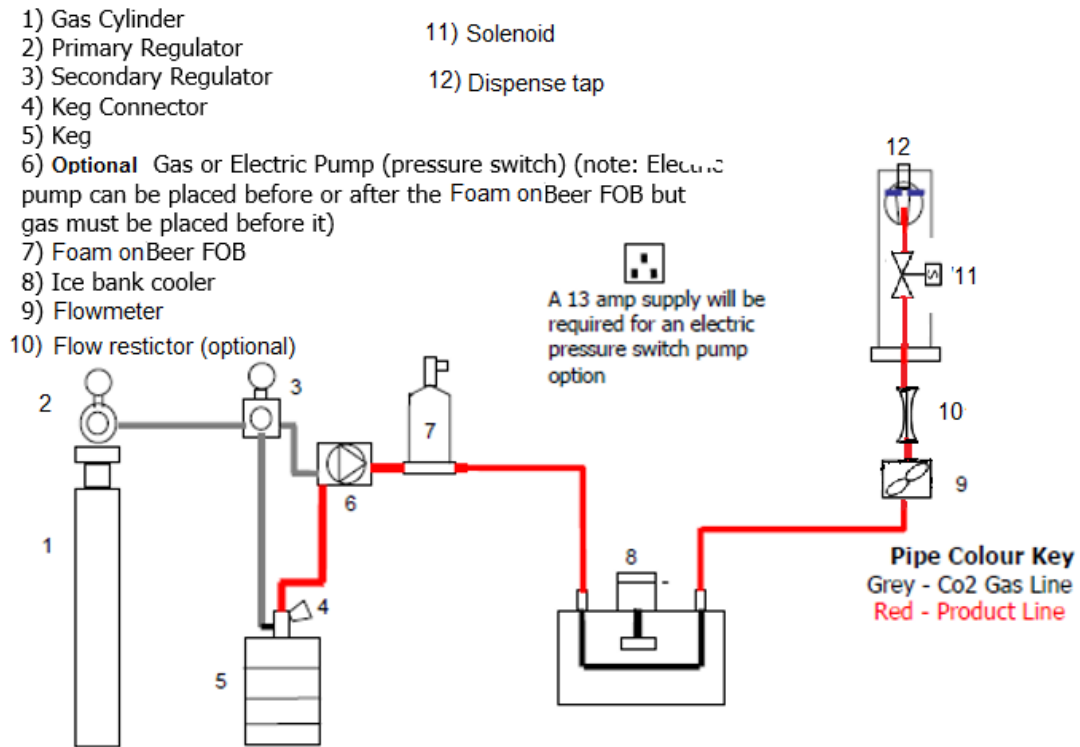 1) Gas Cylinder
2) Primary Regulator
3) Secondary Regulator
4) Keg Connector
5) Keg
6) Optional Gas or Electric Pump (pressure switch) (note: Electric
pump can be placed before or after the Foam onBeer FOB but
gas must be placed before it)
7) Foam onBeer FOB
8) Ice bank cooler
9) Flowmeter
10) Flow restictor (optional)
11) Solenoid
12) Dispense tap
A 13 amp supply will be
required for an electric
pressure switch pump
option
12
S
11
10
9
2
3
7
6
1
4
5
8
Pipe Colour Key
Grey - Co2 Gas Line
Red - Product Line